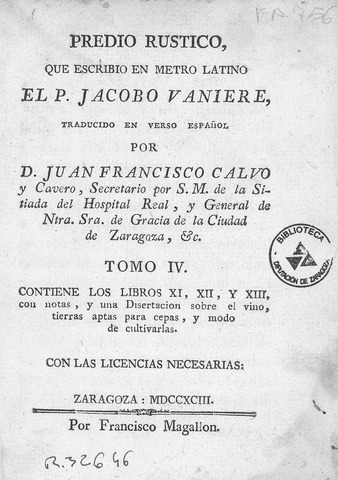 PREDIO RUSTICO,
QUE ESCRIBIO EN METRO LATINO
EL P. JACOBO VANIERE,
TRADUCIDO EN VERSO ESPAÑOL
POR
D. JUAN FRANCISCO CALVO
y Cavero, Secretario por S. M. de la Si-
tiada del Hospital Real, y General de
Ntra. Sra. de Gracia de la Ciudad
de Zaragoza, &c.
BIBLIOTECA
DIPUTACIÓN DE ZARAGOZA
TOMO IV.
CONTIENE LOS LIBROS XI, XII, Y XIII,
con notas, y una Disertacion sobre el vino,
tierras aptas para cepas, y modo
de cultivarlas.
CON LAS LICENCIAS NECESARIAS:
ZARAGOZA: MDCCXCIII.
Por Francisco Magallon.
R.32646